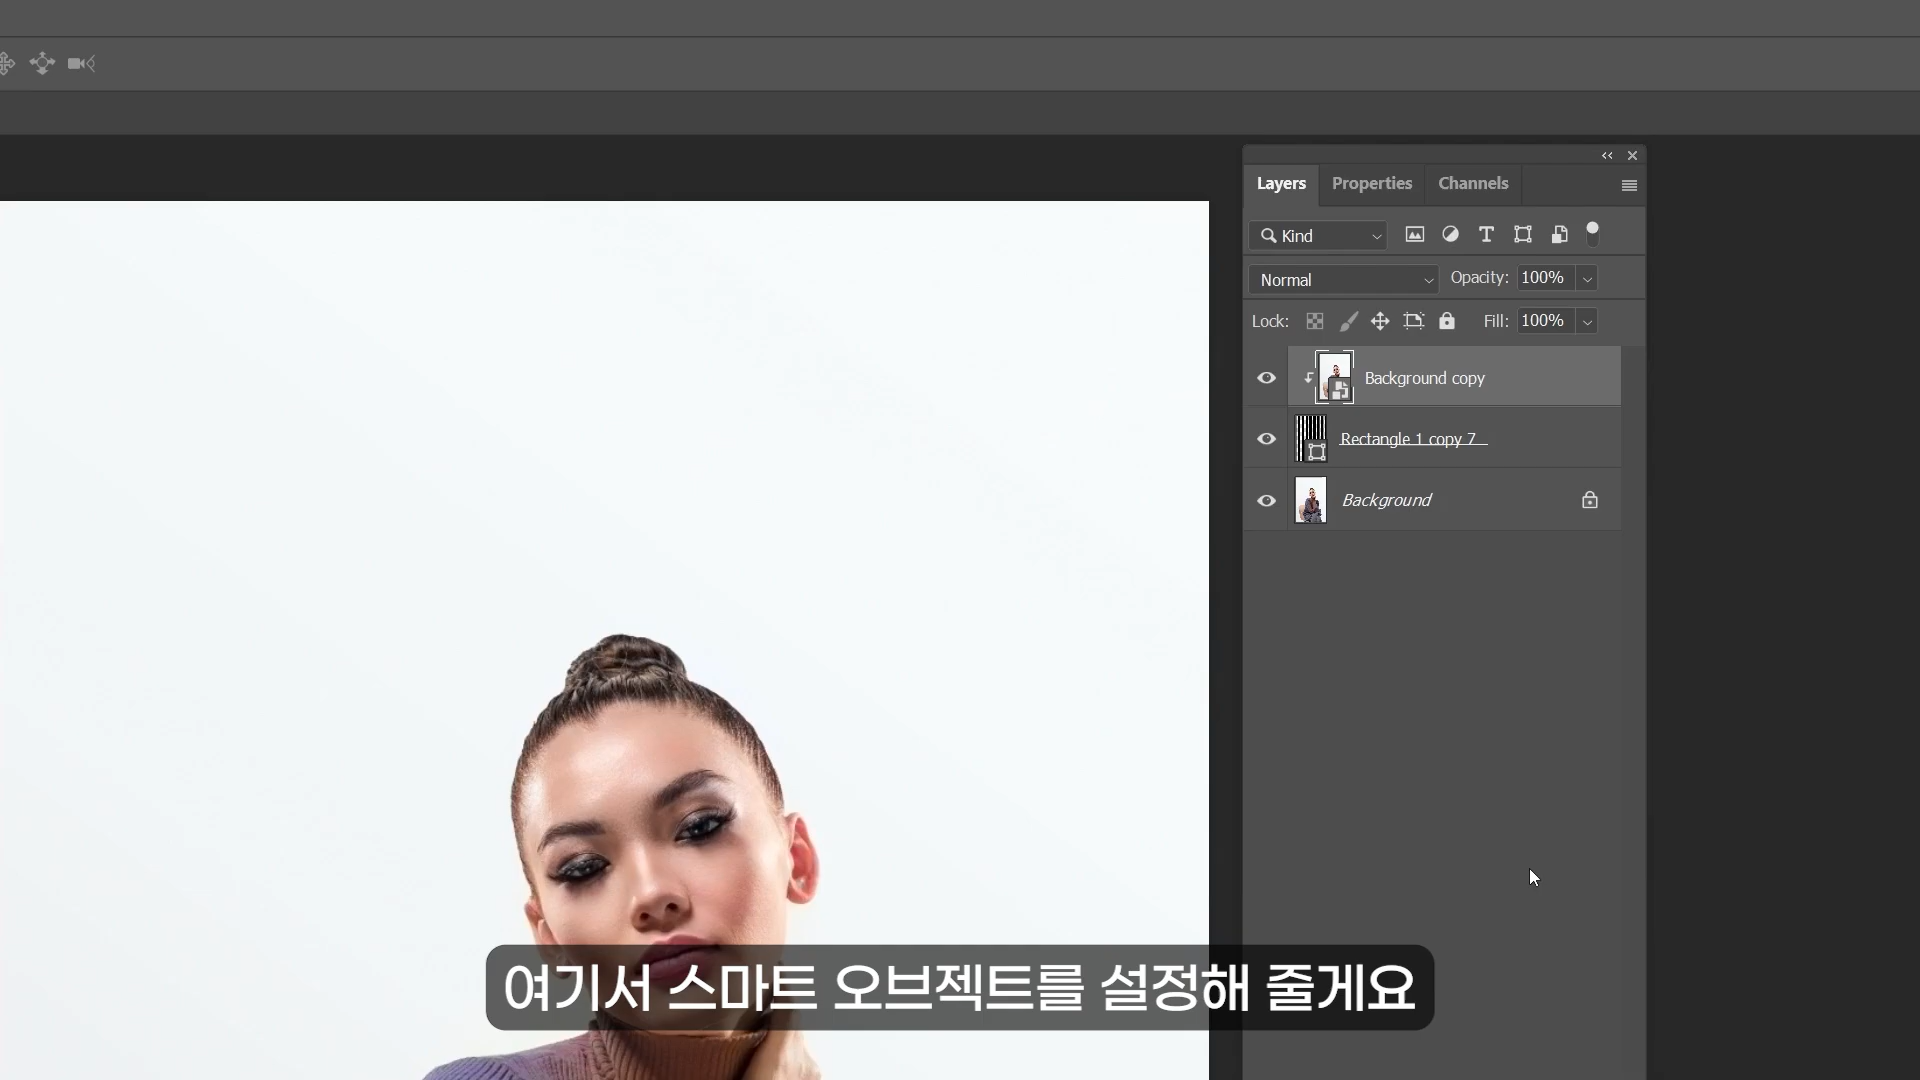 Layers Properties Channels
Kind
Normal Opacity: 100%
Lock: Fill: 100%
Background copy
Rectangle 1 copy 7
Background
여기서 스마트 오브젝트를 설정해 줄게요